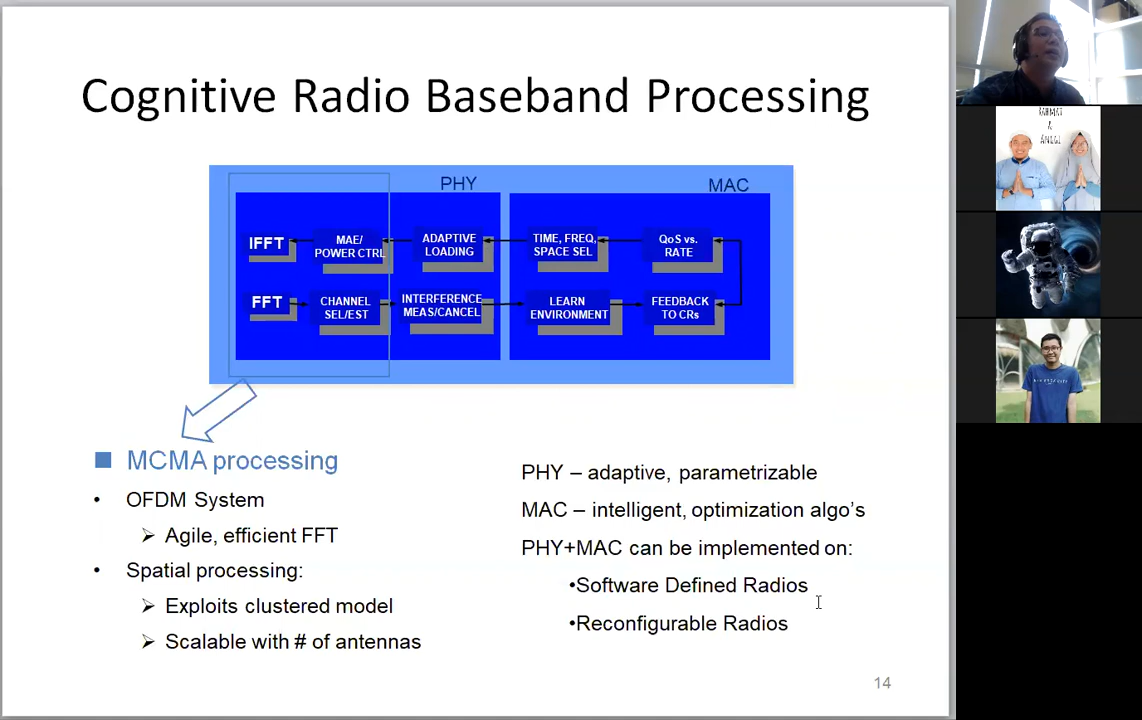 Cognitive Radio Baseband Processing
PHY
MAC
IFFT
MAE/
POWER CTRL
ADAPTIVE
LOADING
TIME, FREQ,
SPACE SEL
QoS vs.
RATE
FFT
CHANNEL
SEL/EST
INTERFERENCE
MEAS/CANCEL
LEARN
ENVIRONMENT
FEEDBACK
TO CRs
MCMA processing
• OFDM System
➢ Agile, efficient FFT
• Spatial processing:
➢ Exploits clustered model
➢ Scalable with # of antennas
PHY – adaptive, parametrizable
MAC – intelligent, optimization algo’s
PHY+MAC can be implemented on:
•Software Defined Radios
•Reconfigurable Radios
14
RAHMAT
&
ANGGI